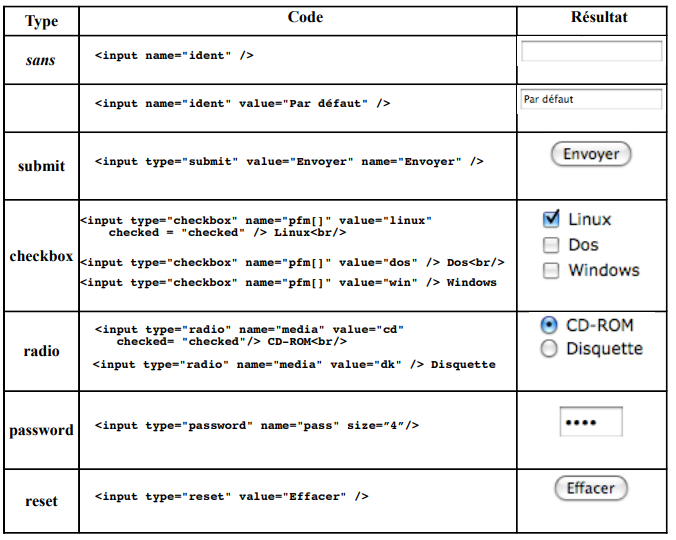 Type Code Résultat
sans <input name="ident" />
<input name="ident" value="Par défaut" /> Par défaut
submit <input type="submit" value="Envoyer" name="Envoyer" /> Envoyer
checkbox
<input type="checkbox" name="pfm[]" value="linux"
checked = "checked" /> Linux<br/>
<input type="checkbox" name="pfm[]" value="dos" /> Dos<br/>
<input type="checkbox" name="pfm[]" value="win" /> Windows
Linux
Dos
Windows
radio
<input type="radio" name="media" value="cd"
checked= "checked"/> CD-ROM<br/>
<input type="radio" name="media" value="dk" /> Disquette
CD-ROM
Disquette
password <input type="password" name="pass" size=”4”/> ••••
reset <input type="reset" value="Effacer" /> Effacer